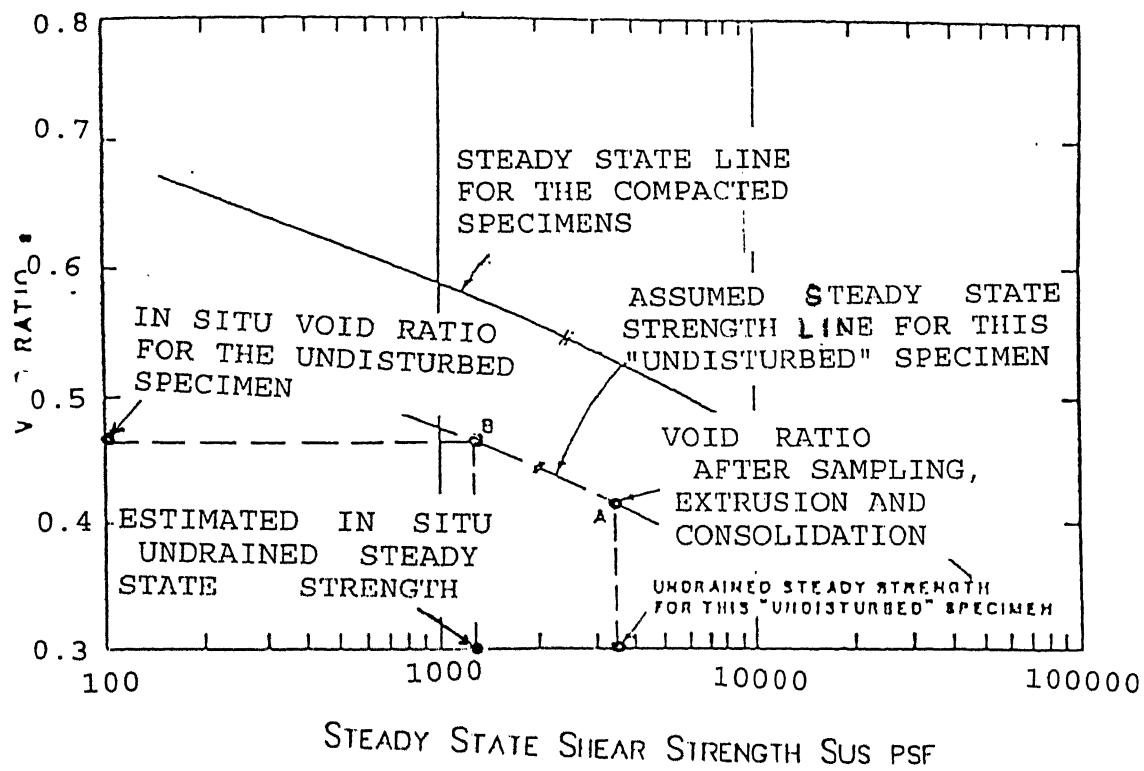 0.8
0.7
0.6
0.5
0.4
0.3
RATIO
STEADY STATE LINE
FOR THE COMPACTED
SPECIMENS
IN SITU VOID RATIO
FOR THE UNDISTURBED
SPECIMEN
ASSUMED STEADY STATE
STRENGTH LINE FOR THIS
"UNDISTURBED" SPECIMEN
B
VOID RATIO
AFTER SAMPLING,
EXTRUSION AND
CONSOLIDATION
A
ESTIMATED IN SITU
UNDRAINED STEADY
STATE STRENGTH
UNDRAINED STEADY STRENGTH
FOR THIS "UNDISTURBED" SPECIMEN
100 1000 10000 100000
STEADY STATE SHEAR STRENGTH SUS PSF